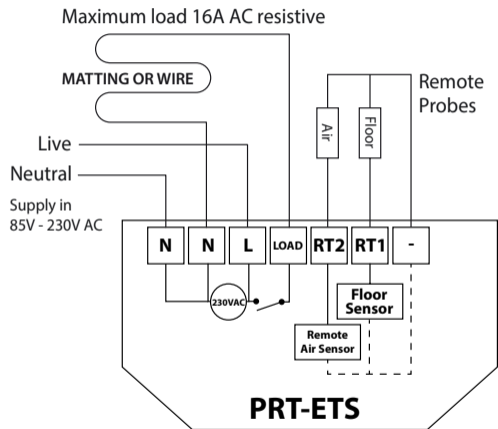 Maximum load 16A AC resistive
MATTING OR WIRE
Remote
Probes
Air
Floor
Live
Neutral
Supply in
85V - 230V AC
N
N
L
LOAD
RT2
RT1
-
230VAC
Floor
Sensor
Remote
Air Sensor
PRT-ETS